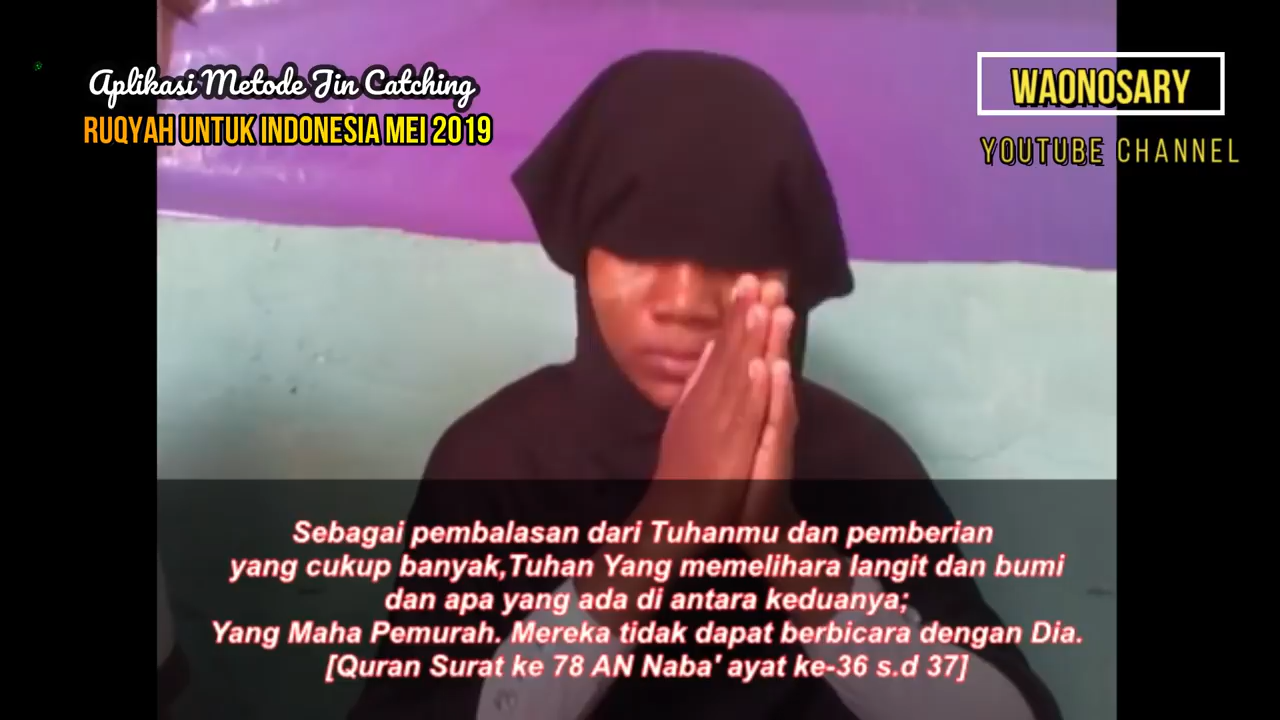 Aplikasi Metode Jin Catching
RUQYAH UNTUK INDONESIA MEI 2019
WAONOSARY
YOUTUBE CHANNEL
Sebagai pembalasan dari Tuhanmu dan pemberian
yang cukup banyak,Tuhan Yang memelihara langit dan bumi
dan apa yang ada di antara keduanya;
Yang Maha Pemurah. Mereka tidak dapat berbicara dengan Dia.
[Quran Surat ke 78 AN Naba' ayat ke-36 s.d 37]